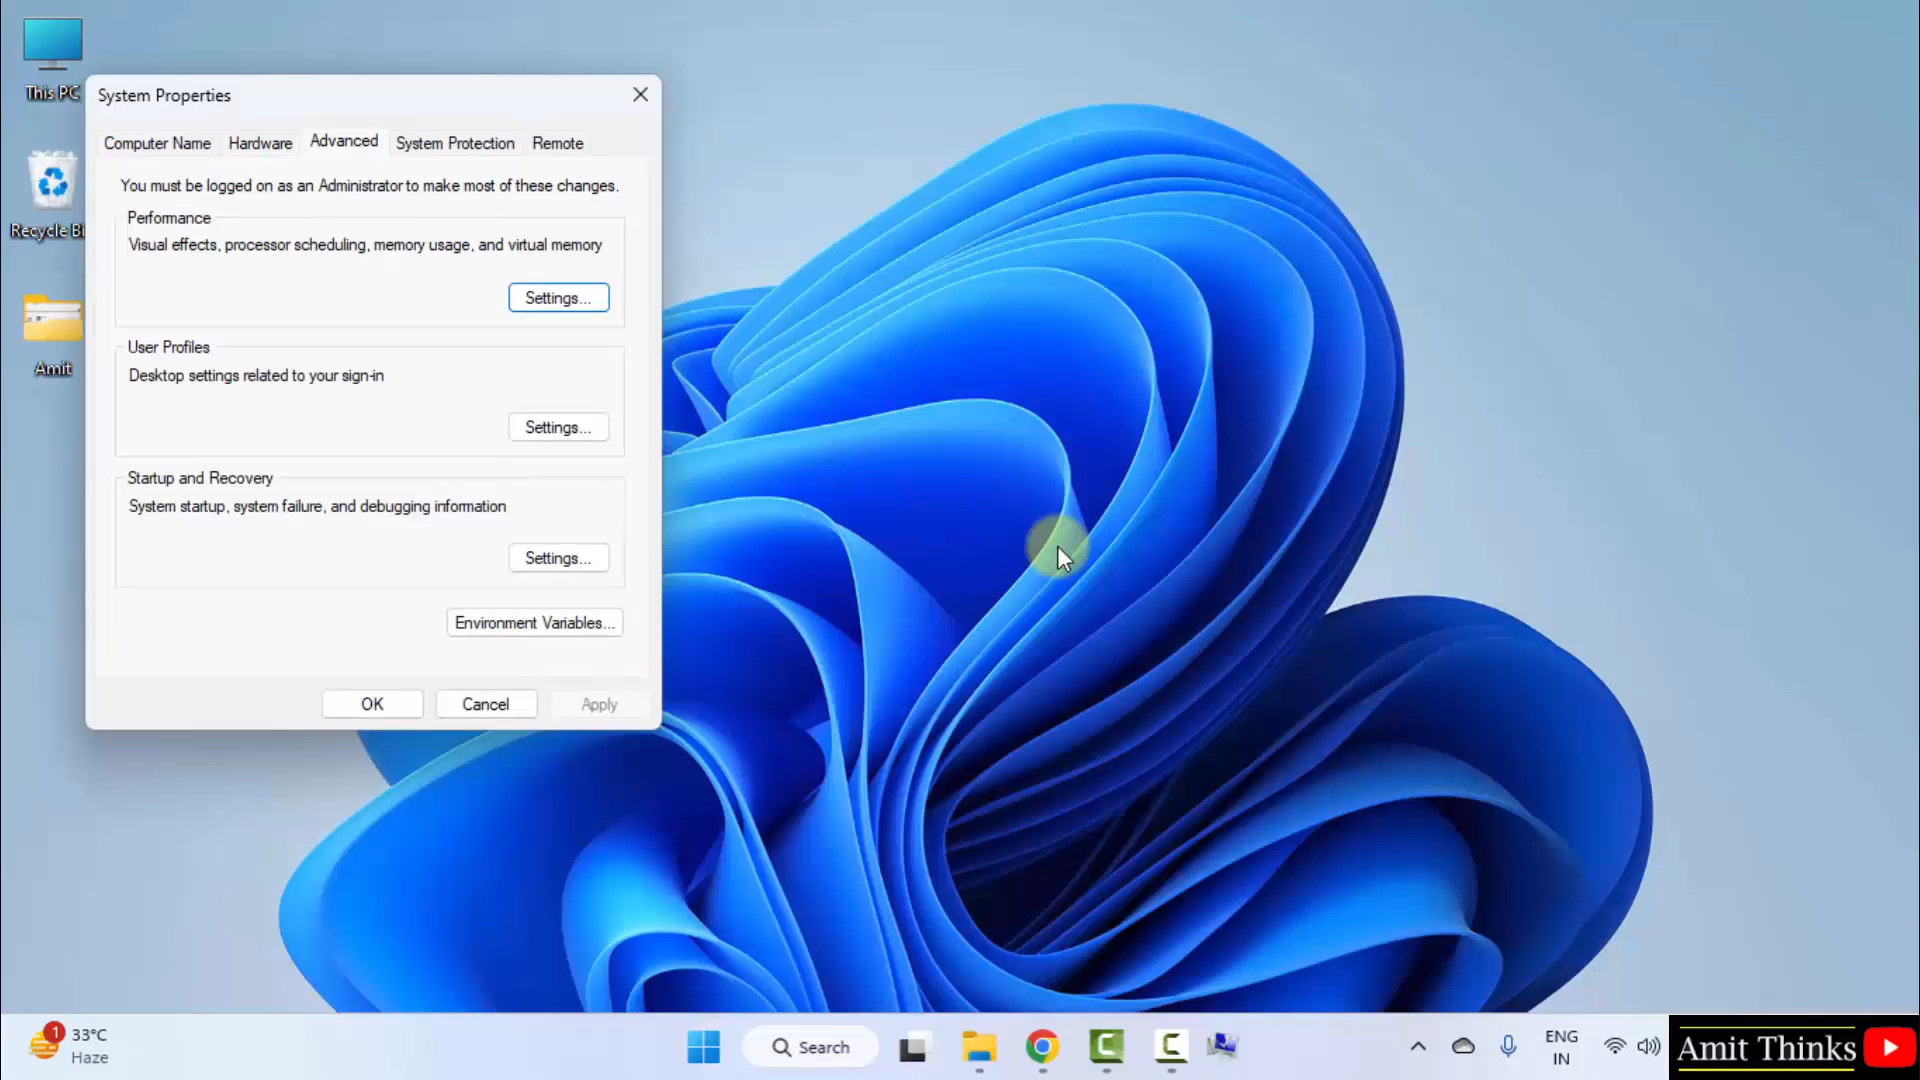 This PC
Recycle Bi
Amit
System Properties
Computer Name
Hardware
Advanced
System Protection
Remote
You must be logged on as an Administrator to make most of these changes.
Performance
Visual effects, processor scheduling, memory usage, and virtual memory
Settings...
User Profiles
Desktop settings related to your sign-in
Settings...
Startup and Recovery
System startup, system failure, and debugging information
Settings...
Environment Variables...
OK
Cancel
Apply
1
33°C
Haze
Search
ENG
IN
Amit Thinks